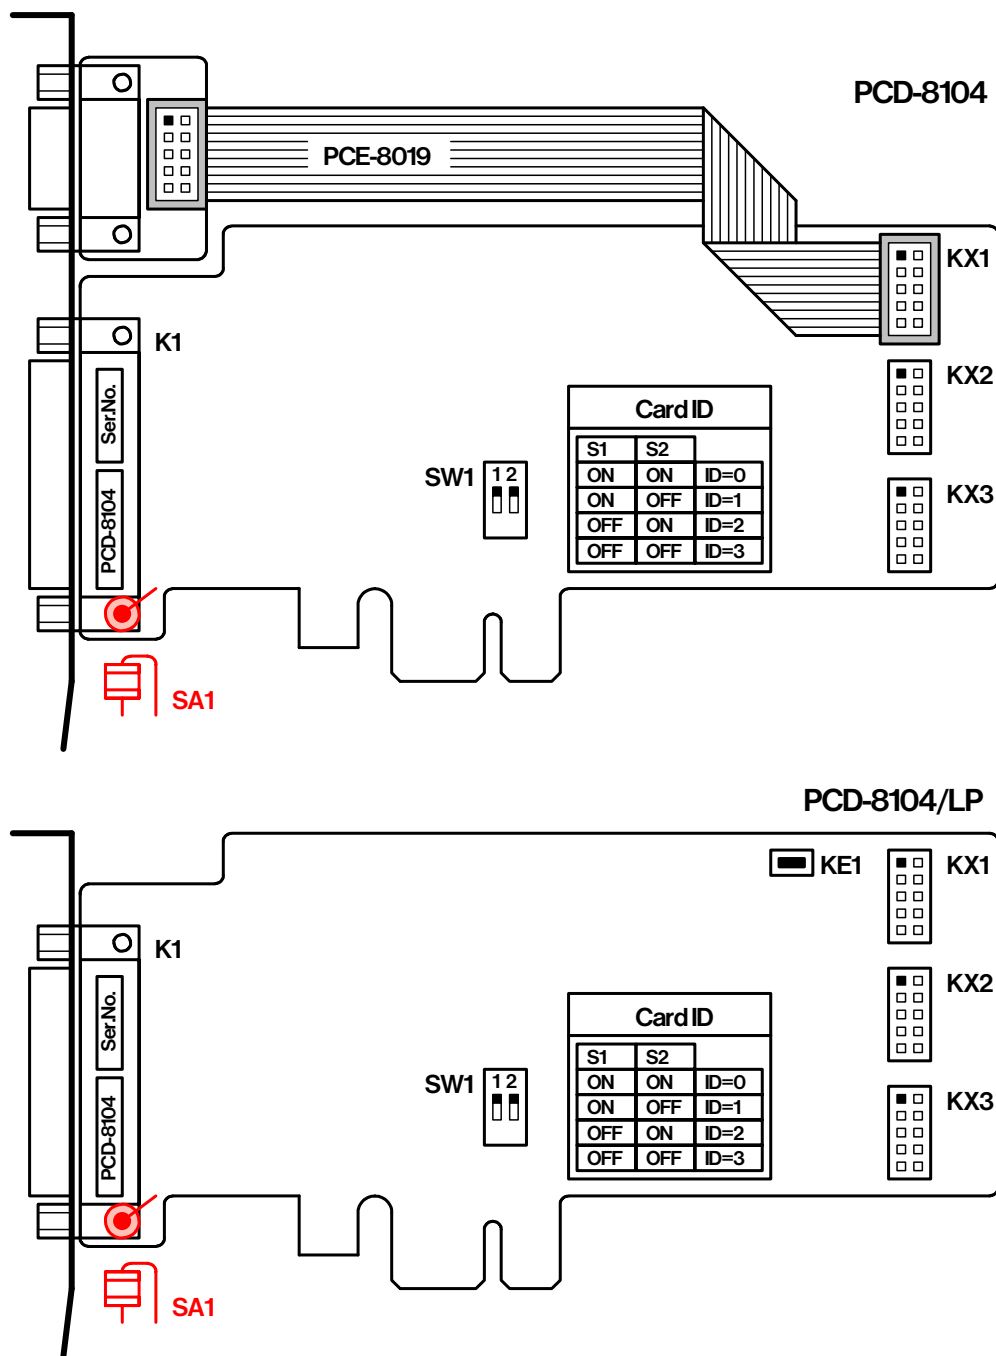 PCD-8104
PCE-8019
KX1
K1
KX2
Ser.No.
Card ID
S1 S2
SW1 1 2
ON ON ID=0
ON OFF ID=1
OFF ON ID=2
OFF OFF ID=3
KX3
PCD-8104
SA1
PCD-8104/LP
KE1
KX1
K1
KX2
Ser.No.
Card ID
S1 S2
SW1 1 2
ON ON ID=0
ON OFF ID=1
OFF ON ID=2
OFF OFF ID=3
KX3
PCD-8104
SA1